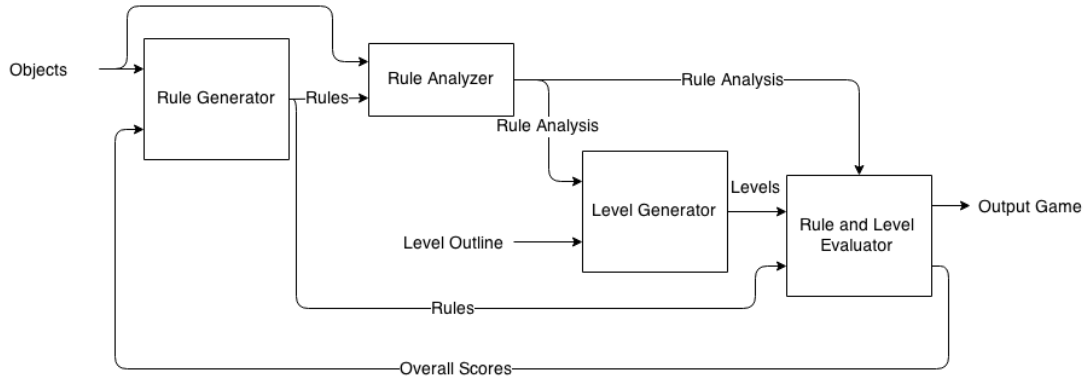 Objects
Rule Generator
Rules
Rule Analyzer
Rule Analysis
Rule Analysis
Level Generator
Levels
Level Outline
Rule and Level
Evaluator
Output Game
Rules
Overall Scores